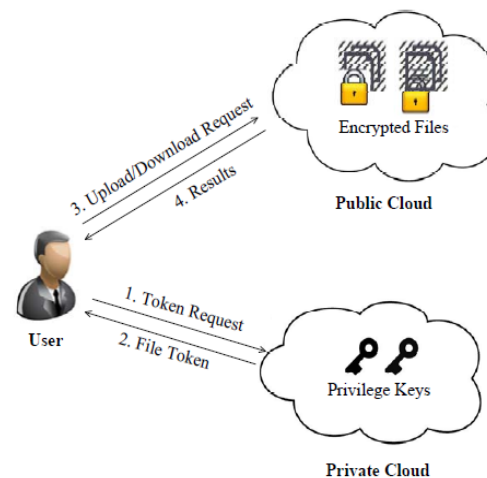 Encrypted Files
Public Cloud
3. Upload/Download Request
4. Results
User
1. Token Request
2. File Token
Privilege Keys
Private Cloud